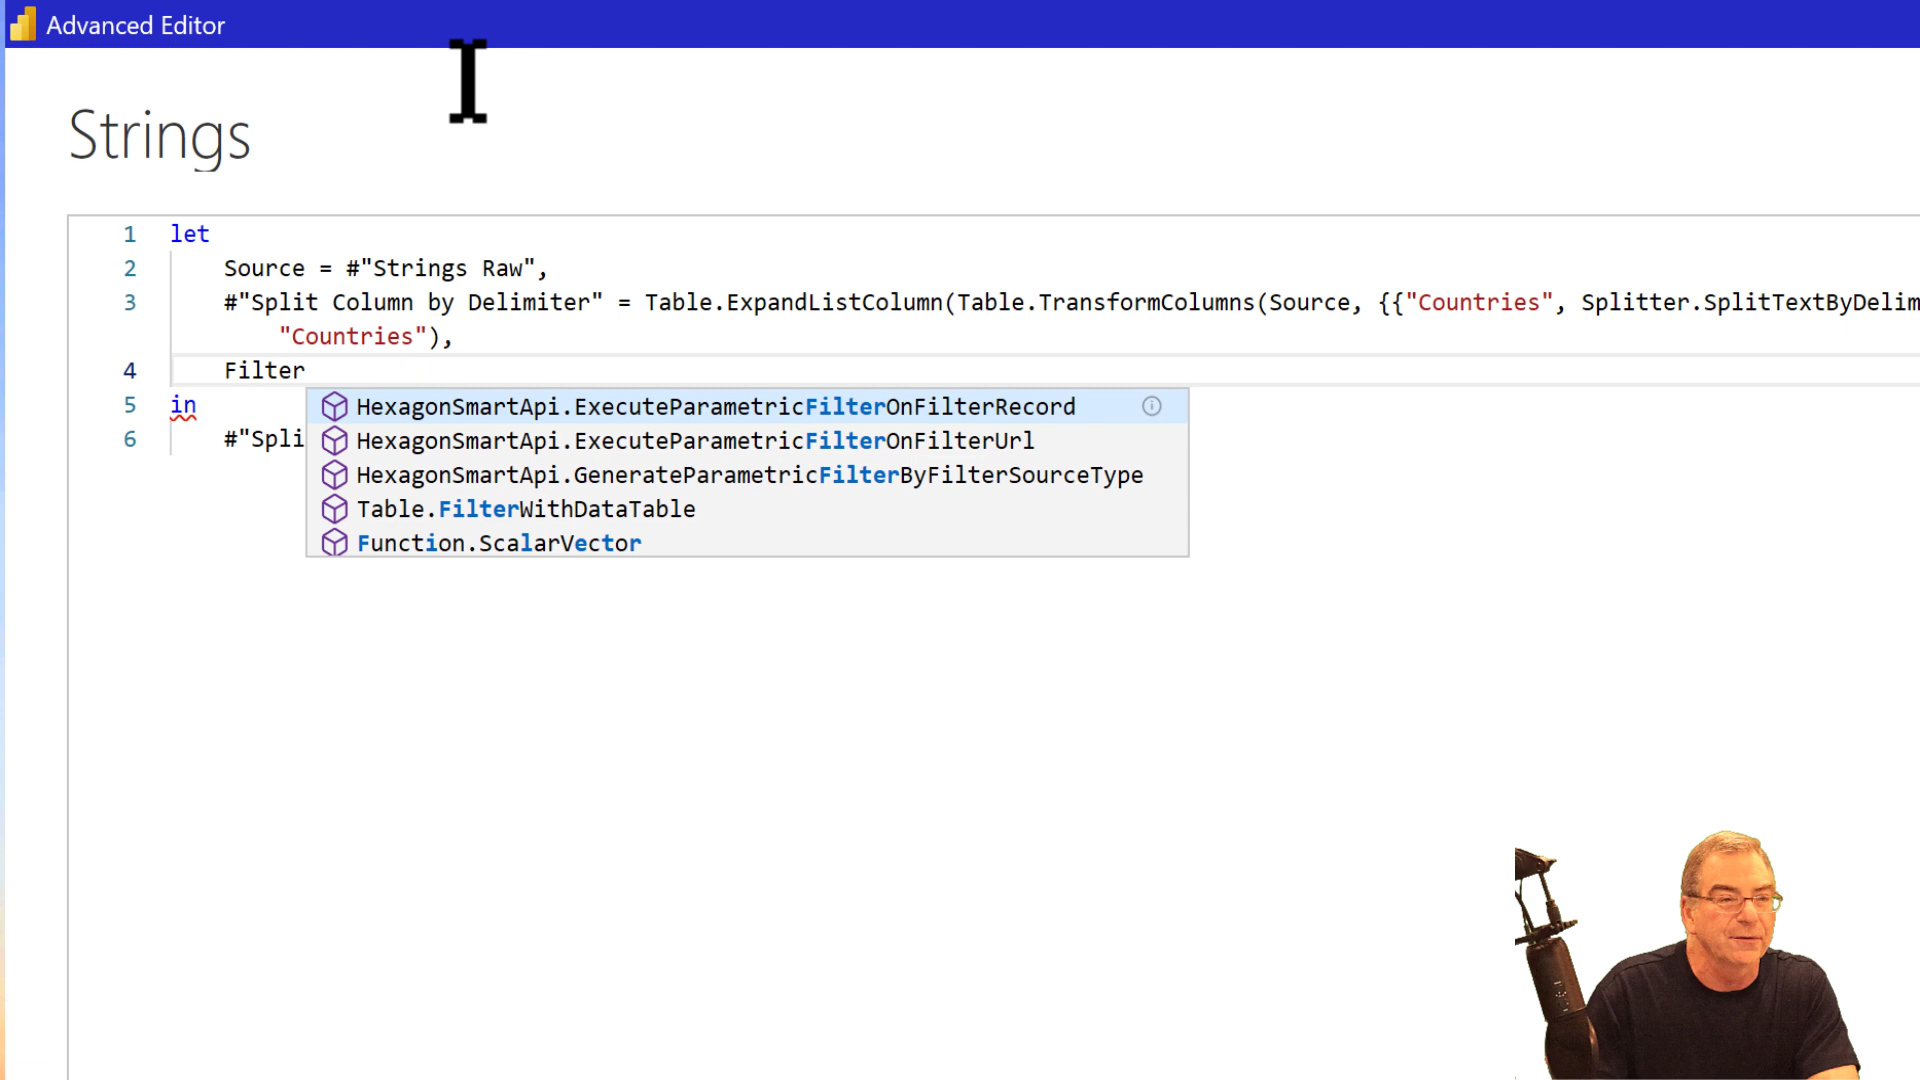 Advanced Editor
Strings
1 let
2 Source = #"Strings Raw",
3 #"Split Column by Delimiter" = Table.ExpandListColumn(Table.TransformColumns(Source, {{"Countries", Splitter.SplitTextByDelim
"Countries"),
4 Filter
HexagonSmartApi.ExecuteParametricFilterOnFilterRecord
5 in
HexagonSmartApi.ExecuteParametricFilterOnFilterUrl
6 #"Spli
HexagonSmartApi.GenerateParametricFilterByFilterSourceType
Table.FilterWithDataTable
Function.ScalarVector